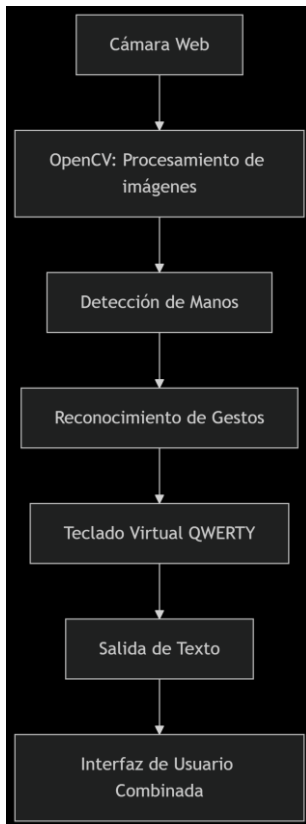 Cámara Web
OpenCV: Procesamiento de
imágenes
Detección de Manos
Reconocimiento de Gestos
Teclado Virtual QWERTY
Salida de Texto
Interfaz de Usuario
Combinada